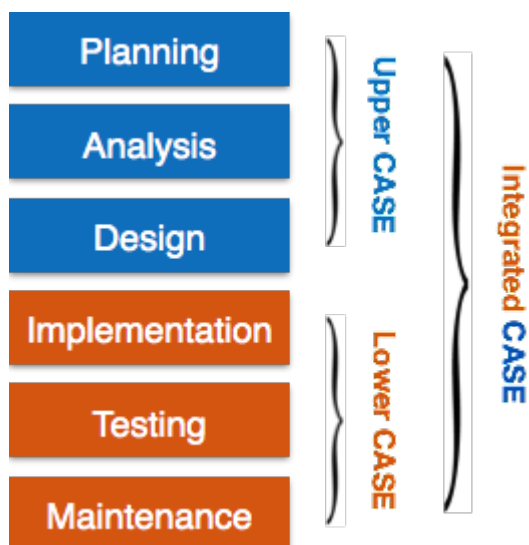 Planning
Analysis
Design
Implementation
Testing
Maintenance
Upper CASE
Lower CASE
Integrated CASE